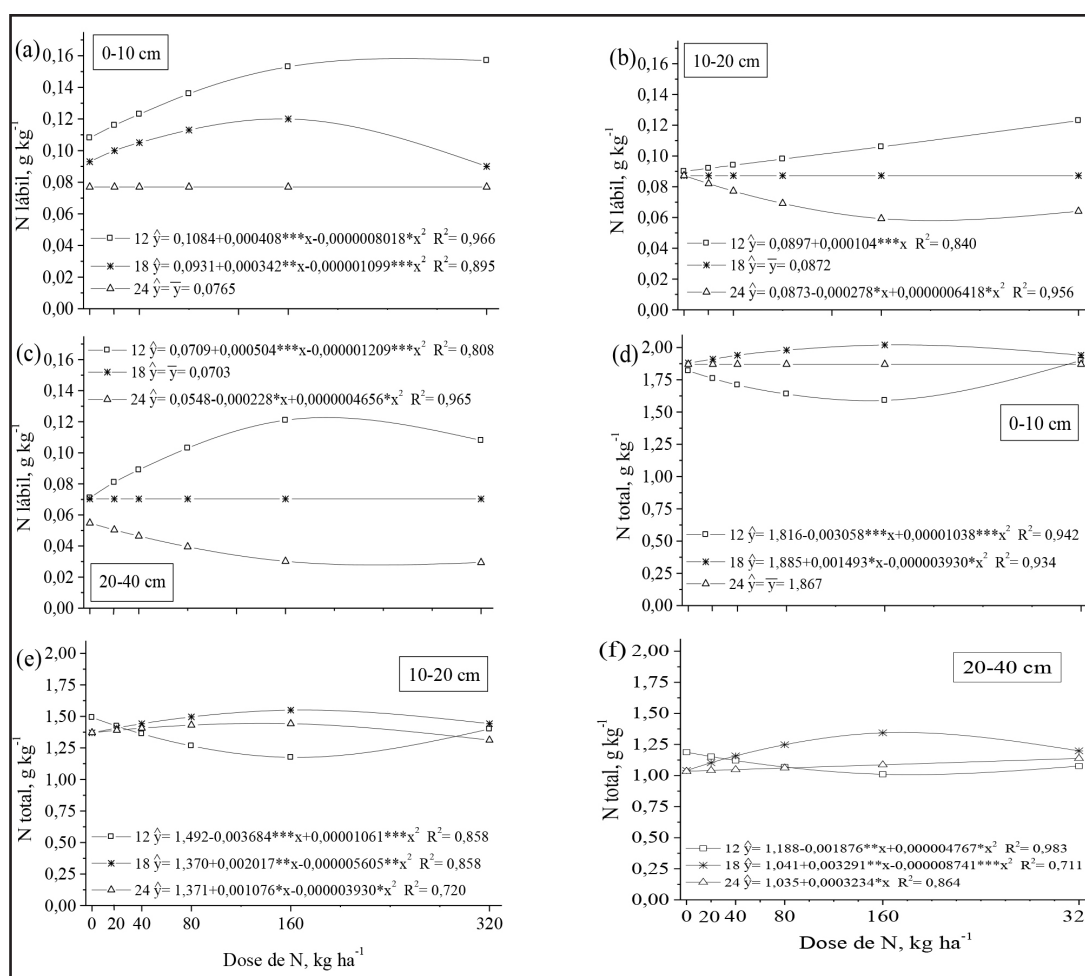 (a)
0-10 cm
N lábil, g kg⁻¹
0,16
0,14
0,12
0,10
0,08
0,06
0,04
0,02
0,00
12 ŷ= 0,1084+0,000408***x-0,0000008018*x² R²= 0,966
18 ŷ= 0,0931+0,000342**x-0,000001099***x² R²= 0,895
24 ŷ= y̅= 0,0765
(b)
10-20 cm
N lábil, g kg⁻¹
0,16
0,14
0,12
0,10
0,08
0,06
0,04
0,02
0,00
12 ŷ= 0,0897+0,000104***x R²= 0,840
18 ŷ= y̅= 0,0872
24 ŷ= 0,0873-0,000278*x+0,0000006418*x² R²= 0,956
(c)
0,16
0,14
0,12
0,10
0,08
0,06
0,04
0,02
0,00
N lábil, g kg⁻¹
12 ŷ= 0,0709+0,000504***x-0,000001209***x² R²= 0,808
18 ŷ= y̅= 0,0703
24 ŷ= 0,0548-0,000228*x+0,0000004656*x² R²= 0,965
20-40 cm
(d)
2,00
1,75
1,50
1,25
1,00
0,75
0,50
0,25
0,00
N total, g kg⁻¹
0-10 cm
12 ŷ= 1,816-0,003058***x+0,00001038***x² R²= 0,942
18 ŷ= 1,885+0,001493*x-0,000003930*x² R²= 0,934
24 ŷ= y̅= 1,867
(e)
10-20 cm
2,00
1,75
1,50
1,25
1,00
0,75
0,50
0,25
0,00
N total, g kg⁻¹
12 ŷ= 1,492-0,003684***x+0,00001061***x² R²= 0,858
18 ŷ= 1,370+0,002017**x-0,000005605**x² R²= 0,858
24 ŷ= 1,371+0,001076*x-0,000003930*x² R²= 0,720
0 20 40 80 160 320
Dose de N, kg ha⁻¹
(f)
20-40 cm
2,00
1,75
1,50
1,25
1,00
0,75
0,50
0,25
0,00
N total, g kg⁻¹
12 ŷ= 1,188-0,001876**x+0,000004767*x² R²= 0,983
18 ŷ= 1,041+0,003291**x-0,000008741***x² R²= 0,711
24 ŷ= 1,035+0,0003234*x R²= 0,864
0 20 40 80 160 32
Dose de N, kg ha⁻¹